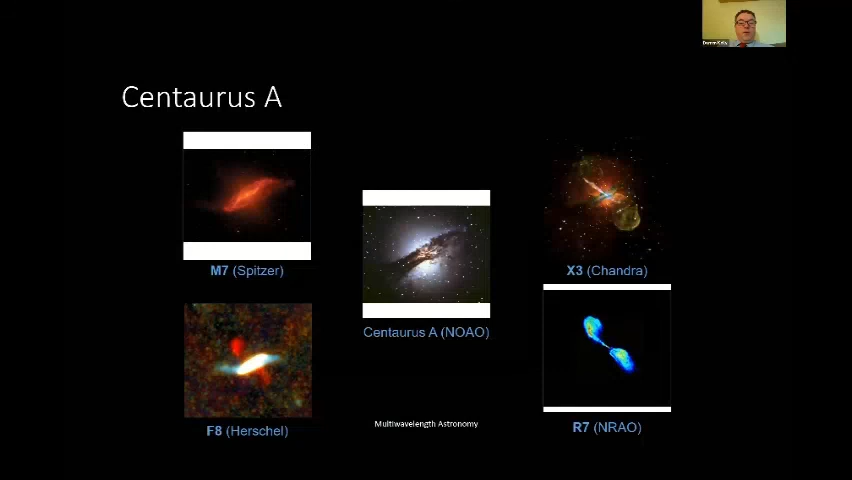 Centaurus A
M7 (Spitzer)
Centaurus A (NOAO)
X3 (Chandra)
F8 (Herschel)
R7 (NRAO)
Multiwavelength Astronomy